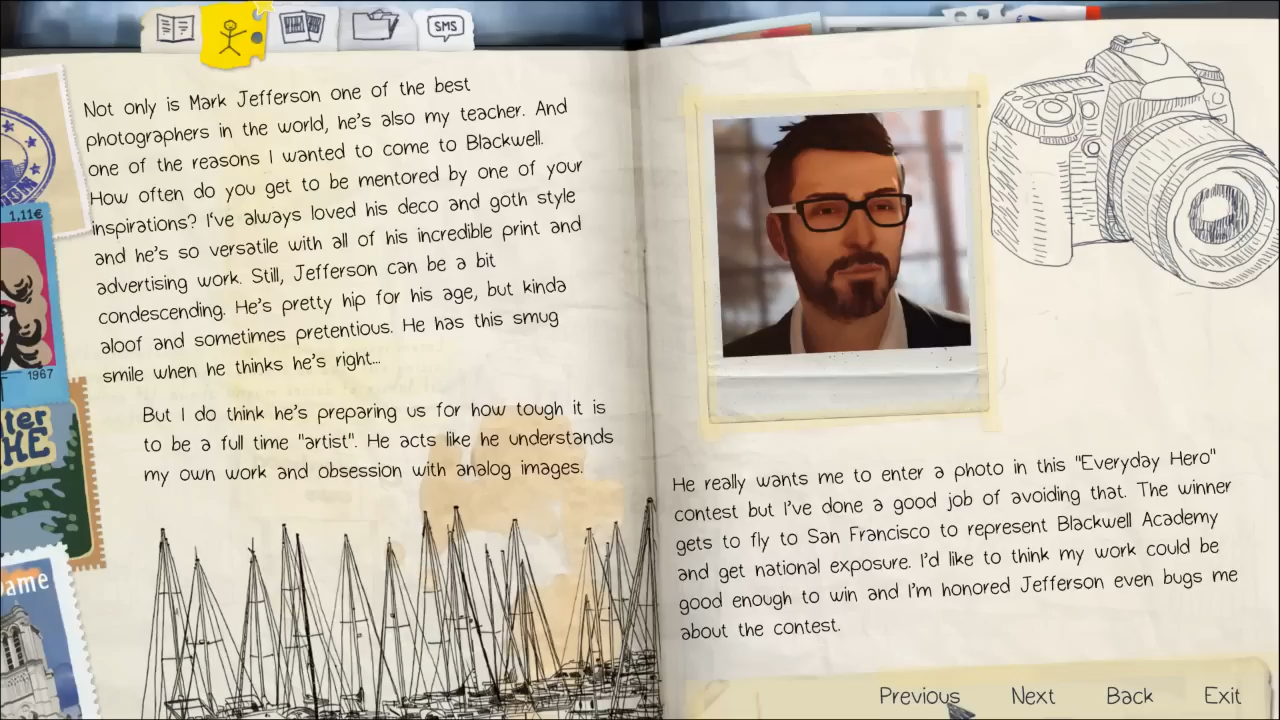 SMS
Not only is Mark Jefferson one of the best
photographers in the world, he's also my teacher. And
one of the reasons I wanted to come to Blackwell.
How often do you get to be mentored by one of your
inspirations? I've always loved his deco and goth style
and he's so versatile with all of his incredible print and
advertising work. Still, Jefferson can be a bit
condescending. He's pretty hip for his age, but kinda
aloof and sometimes pretentious. He has this smug
smile when he thinks he's right...
But I do think he's preparing us for how tough it is
to be a full time "artist". He acts like he understands
my own work and obsession with analog images.
1,11€
1967
ter
KE
ame
He really wants me to enter a photo in this "Everyday Hero"
contest but I've done a good job of avoiding that. The winner
gets to fly to San Francisco to represent Blackwell Academy
and get national exposure. I'd like to think my work could be
good enough to win and I'm honored Jefferson even bugs me
about the contest.
Previous Next Back Exit